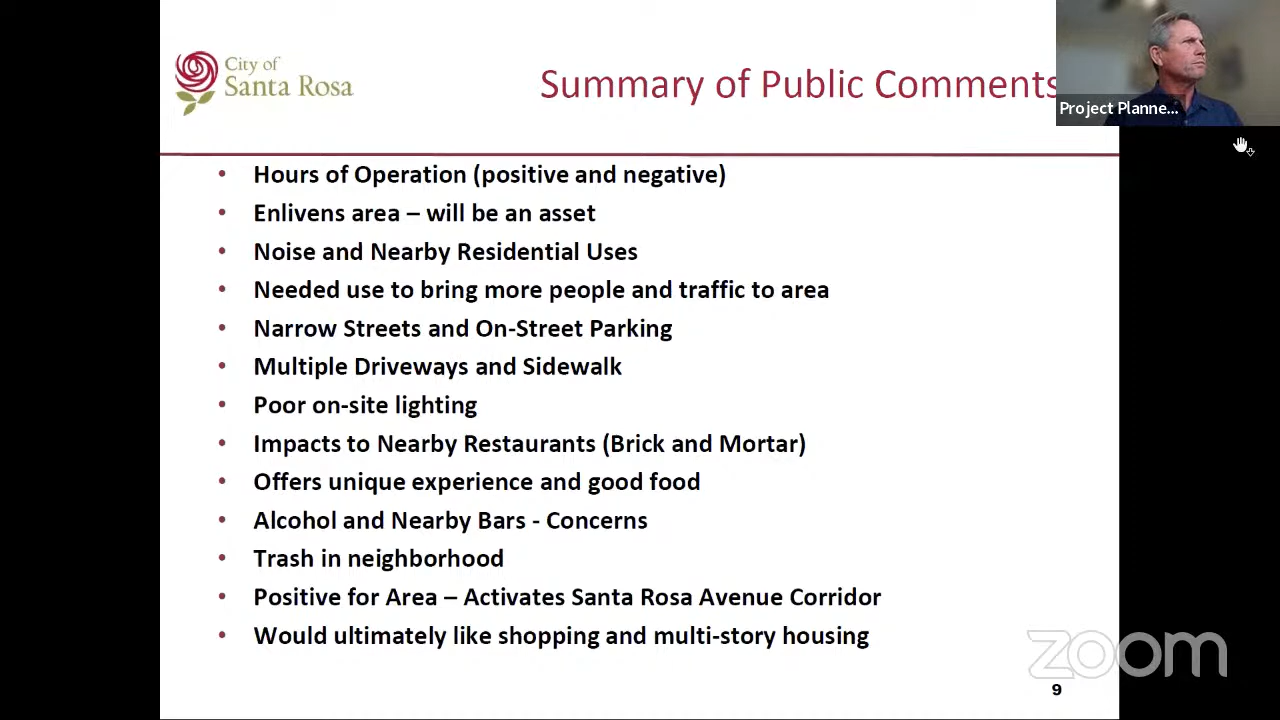 City of
Santa Rosa
Summary of Public Comments
Project Planne...
• Hours of Operation (positive and negative)
• Enlivens area – will be an asset
• Noise and Nearby Residential Uses
• Needed use to bring more people and traffic to area
• Narrow Streets and On-Street Parking
• Multiple Driveways and Sidewalk
• Poor on-site lighting
• Impacts to Nearby Restaurants (Brick and Mortar)
• Offers unique experience and good food
• Alcohol and Nearby Bars - Concerns
• Trash in neighborhood
• Positive for Area – Activates Santa Rosa Avenue Corridor
• Would ultimately like shopping and multi-story housing
zoom
9